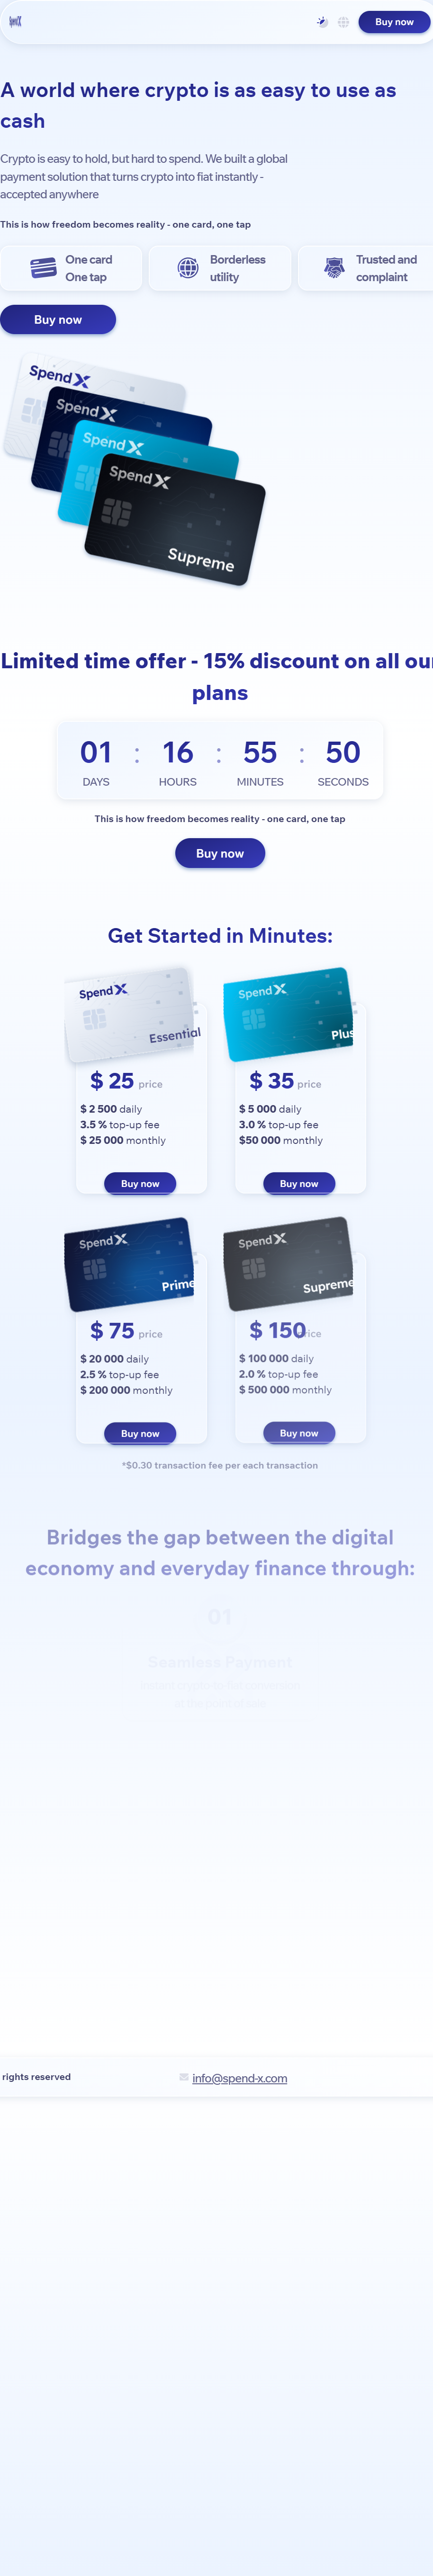 SpendX
Buy now
A world where crypto is as easy to use as
cash
Crypto is easy to hold, but hard to spend. We built a global
payment solution that turns crypto into fiat instantly -
accepted anywhere
This is how freedom becomes reality - one card, one tap
One card
One tap
Borderless
utility
Trusted and
complaint
Buy now
SpendX
SpendX
SpendX
SpendX
Supreme
Limited time offer - 15% discount on all our
plans
01 : 16 : 55 : 50
DAYS HOURS MINUTES SECONDS
This is how freedom becomes reality - one card, one tap
Buy now
Get Started in Minutes:
SpendX
Essential
$ 25 price
$ 2 500 daily
3.5 % top-up fee
$ 25 000 monthly
Buy now
SpendX
Plus
$ 35 price
$ 5 000 daily
3.0 % top-up fee
$50 000 monthly
Buy now
SpendX
Prime
$ 75 price
$ 20 000 daily
2.5 % top-up fee
$ 200 000 monthly
Buy now
SpendX
Supreme
$ 150 price
$ 100 000 daily
2.0 % top-up fee
$ 500 000 monthly
Buy now
*$0.30 transaction fee per each transaction
Bridges the gap between the digital
economy and everyday finance through:
01
Seamless Payment
rights reserved
info@spend-x.com